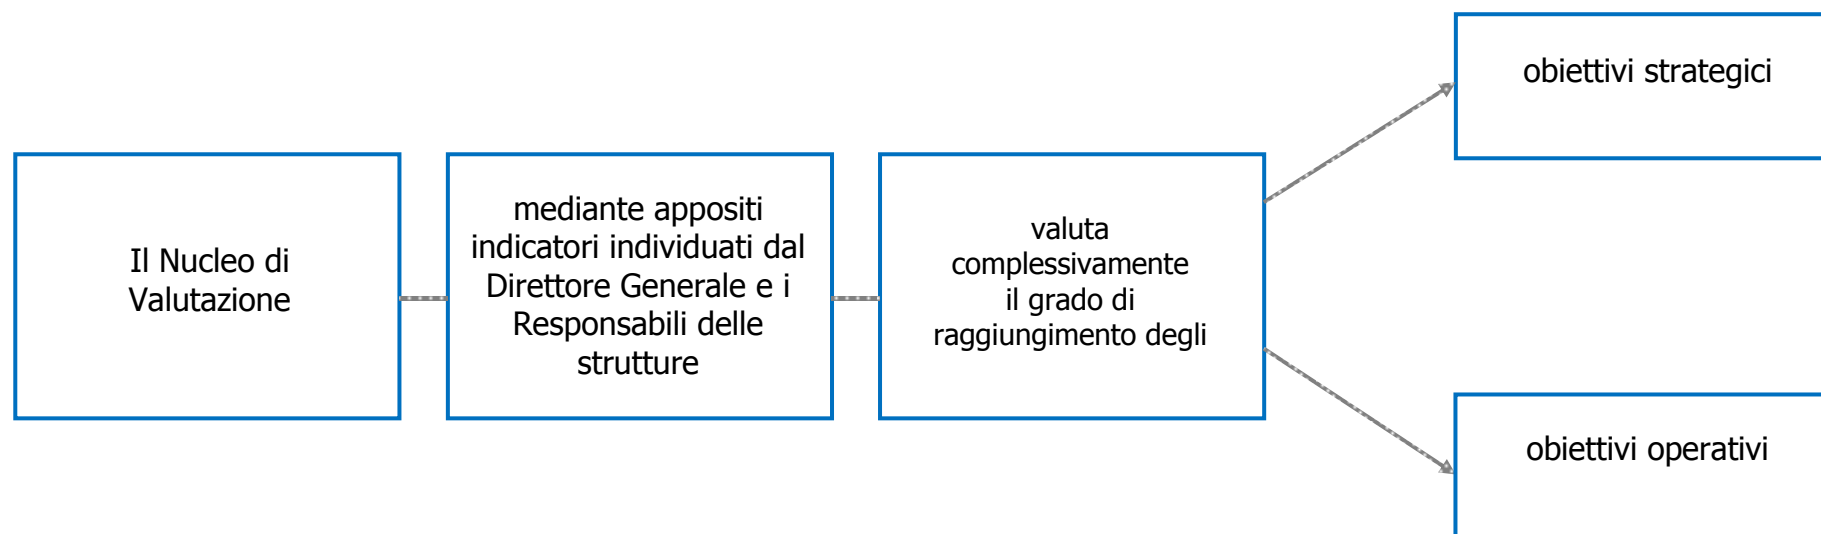 Il Nucleo di
Valutazione
mediante appositi
indicatori individuati dal
Direttore Generale e i
Responsabili delle
strutture
valuta
complessivamente
il grado di
raggiungimento degli
obiettivi strategici
obiettivi operativi